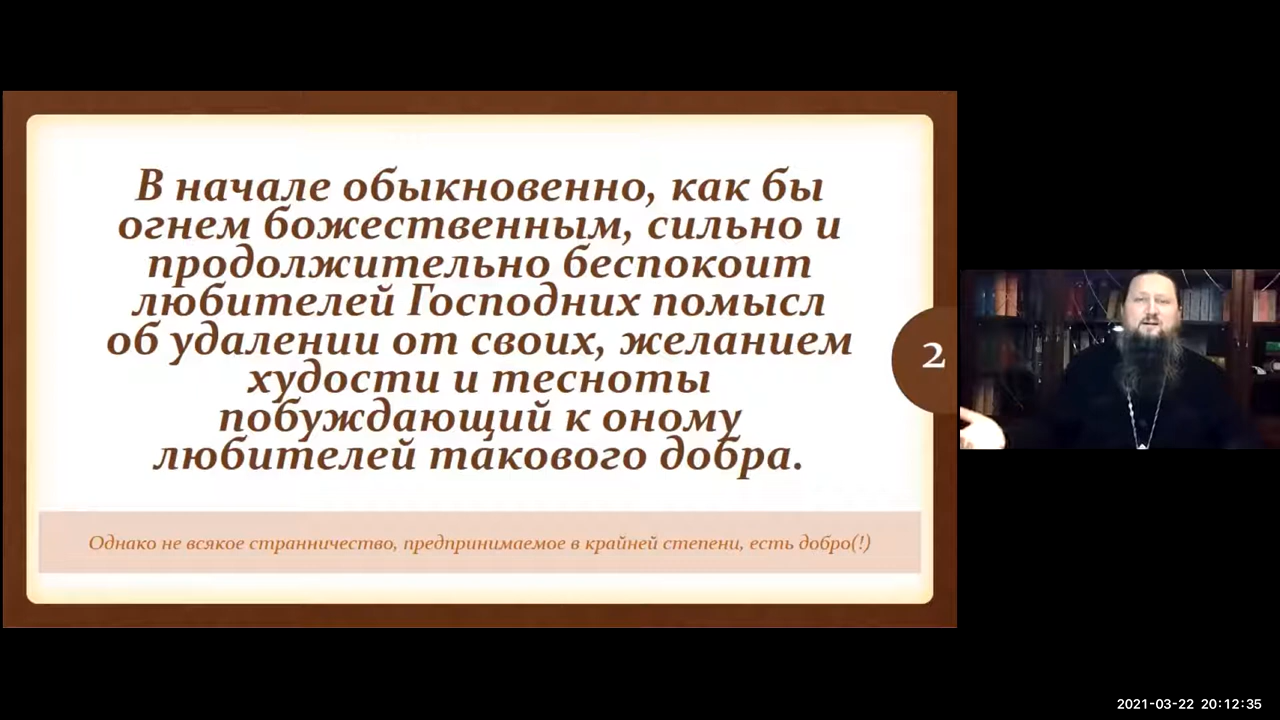 В начале обыкновенно, как бы
огнем божественным, сильно и
продолжительно беспокоит
любителей Господних помысл
об удалении от своих, желанием
худости и тесноты
побуждающий к оному
любителей такового добра.
2
Однако не всякое странничество, предпринимаемое в крайней степени, есть добро(!)
2021-03-22 20:12:35